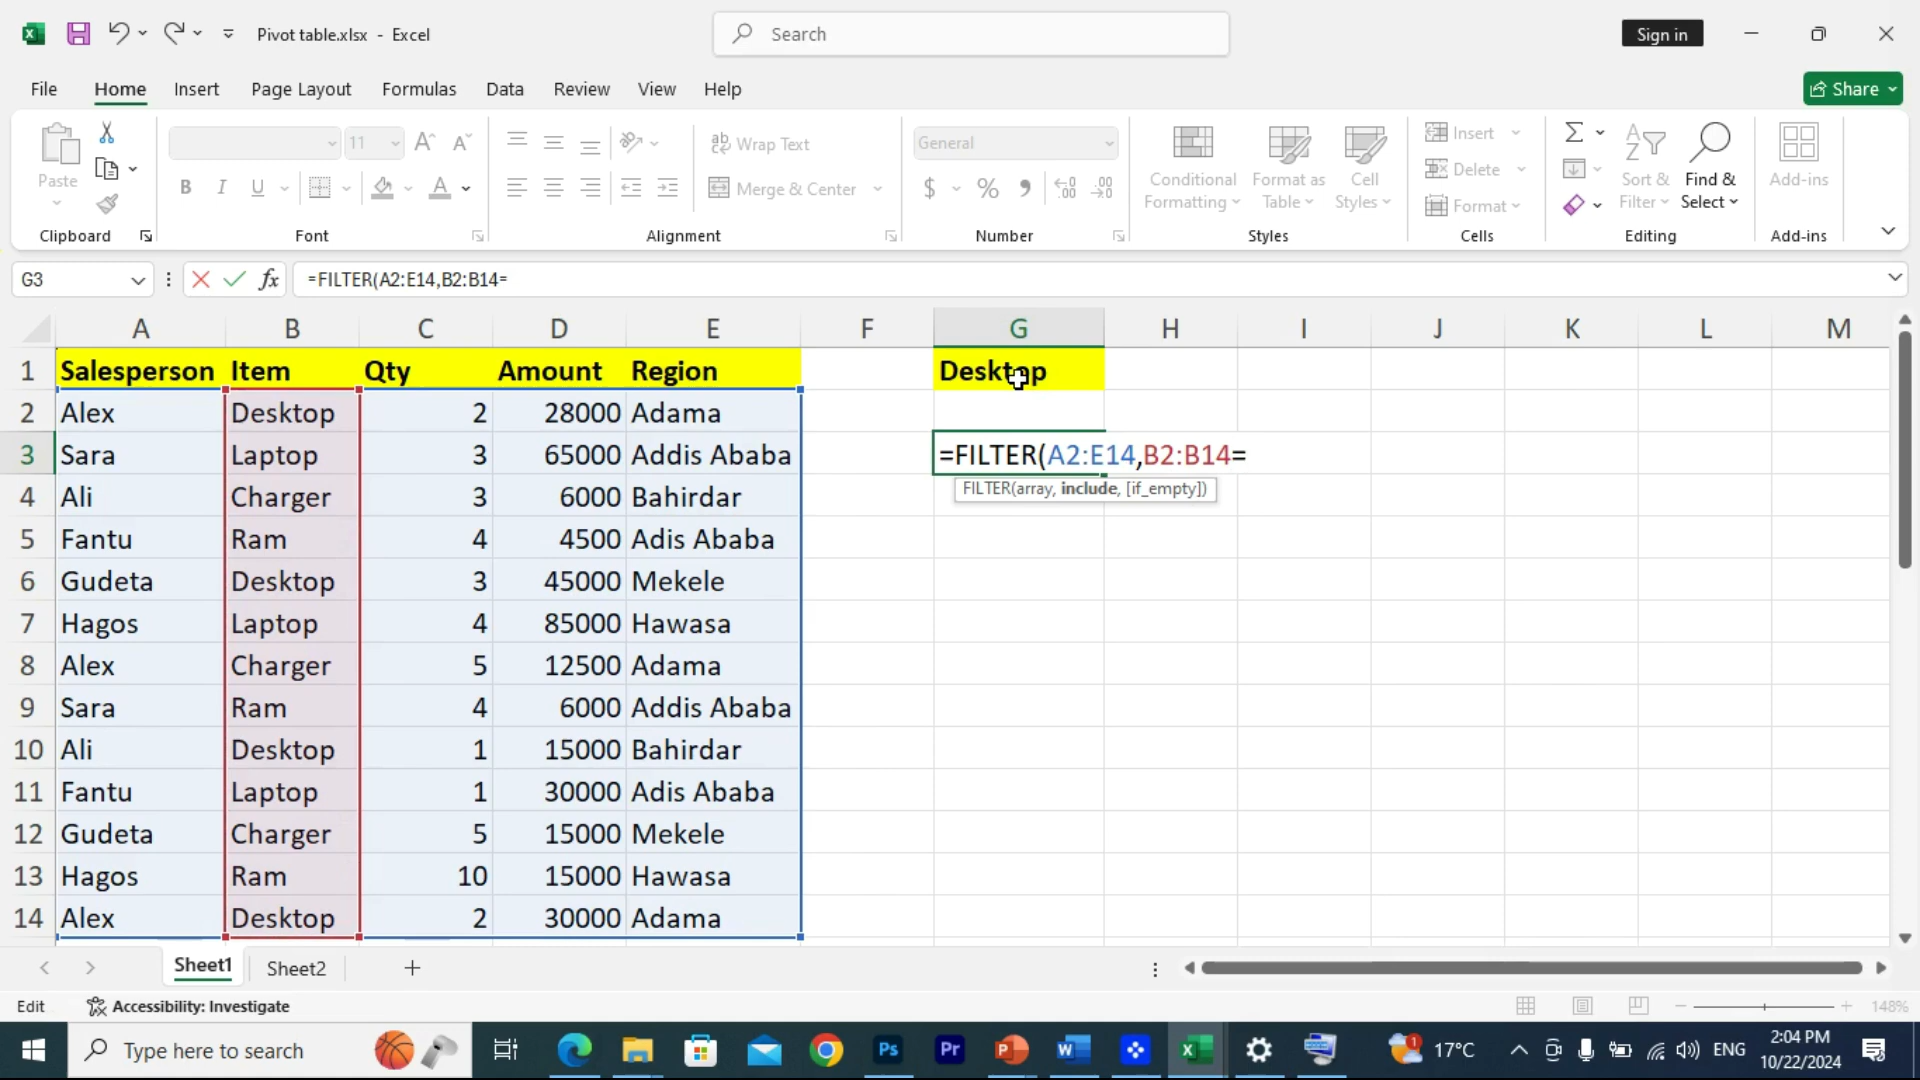 Pivot table.xlsx - Excel
Search
Sign in
File Home Insert Page Layout Formulas Data Review View Help
Share
Paste
11
Wrap Text
Merge & Center
General
Conditional Formatting
Format as Table
Cell Styles
Insert
Delete
Format
Sort & Filter
Find & Select
Add-ins
Clipboard Font Alignment Number Styles Cells Editing Add-ins
G3 fx =FILTER(A2:E14,B2:B14=
A B C D E F G H I J K L M
1 Salesperson Item Qty Amount Region Desktop
2 Alex Desktop 2 28000 Adama
3 Sara Laptop 3 65000 Addis Ababa =FILTER(A2:E14,B2:B14=
FILTER(array, include, [if_empty])
4 Ali Charger 3 6000 Bahirdar
5 Fantu Ram 4 4500 Adis Ababa
6 Gudeta Desktop 3 45000 Mekele
7 Hagos Laptop 4 85000 Hawasa
8 Alex Charger 5 12500 Adama
9 Sara Ram 4 6000 Addis Ababa
10 Ali Desktop 1 15000 Bahirdar
11 Fantu Laptop 1 30000 Adis Ababa
12 Gudeta Charger 5 15000 Mekele
13 Hagos Ram 10 15000 Hawasa
14 Alex Desktop 2 30000 Adama
Sheet1 Sheet2
Edit Accessibility: Investigate 148%
Type here to search
17°C ENG
2:04 PM
10/22/2024